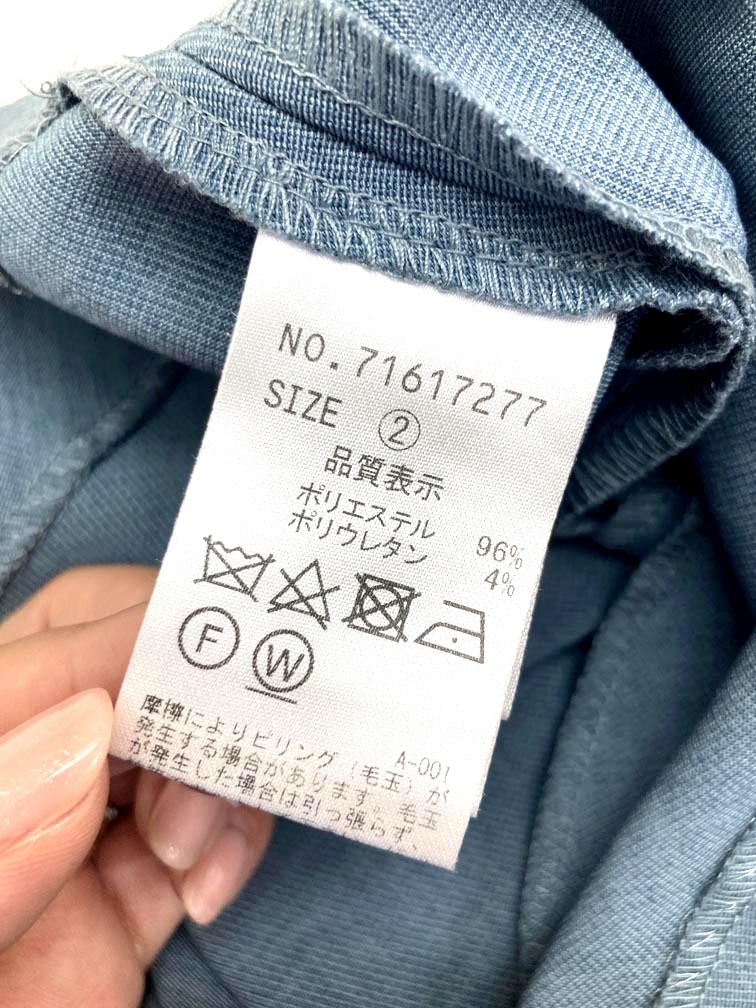 NO.71617277
SIZE ②
品質表示
ポリエステル 96%
ポリウレタン 4%
F W
A-001
摩擦によりピリング(毛玉)が
発生する場合があります。毛玉
が発生した場合は引っ張らず、